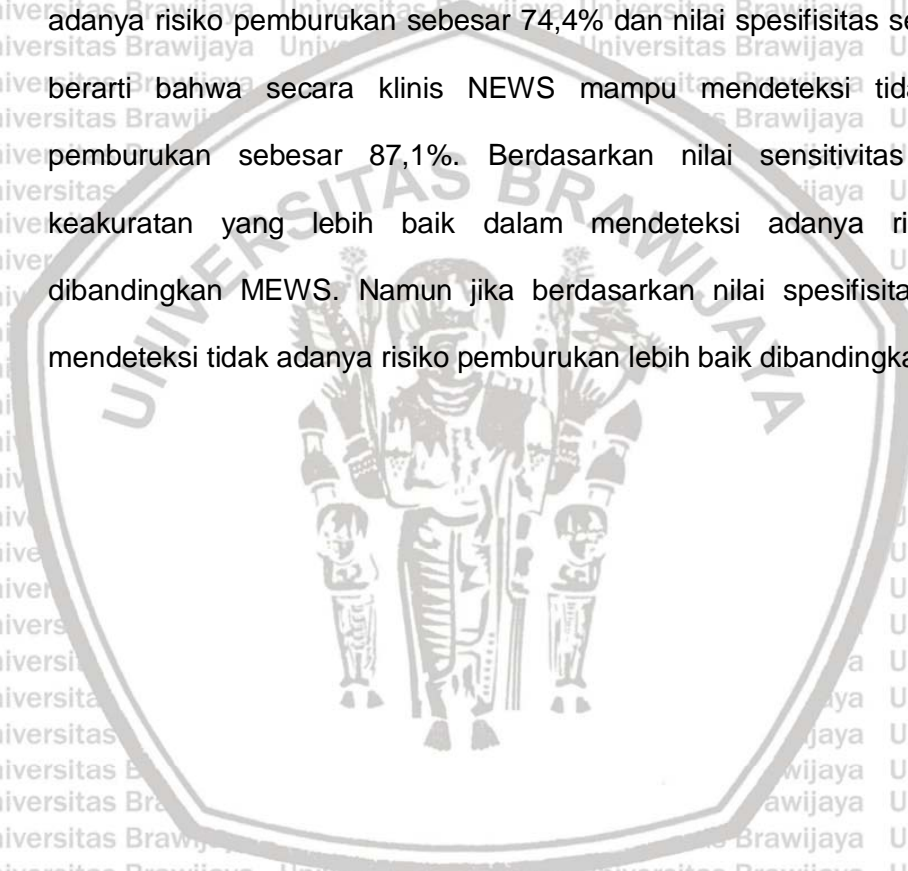 adanya risiko pemburukan sebesar 74,4% dan nilai spesifisitas
berarti bahwa secara klinis NEWS mampu mendeteksi
pemburukan sebesar 87,1%. Berdasarkan nilai sensitivitas
keakuratan yang lebih baik dalam mendeteksi adanya
dibandingkan MEWS. Namun jika berdasarkan nilai
mendeteksi tidak adanya risiko pemburukan lebih baik
UNIVERSITAS BRAWIJAYA